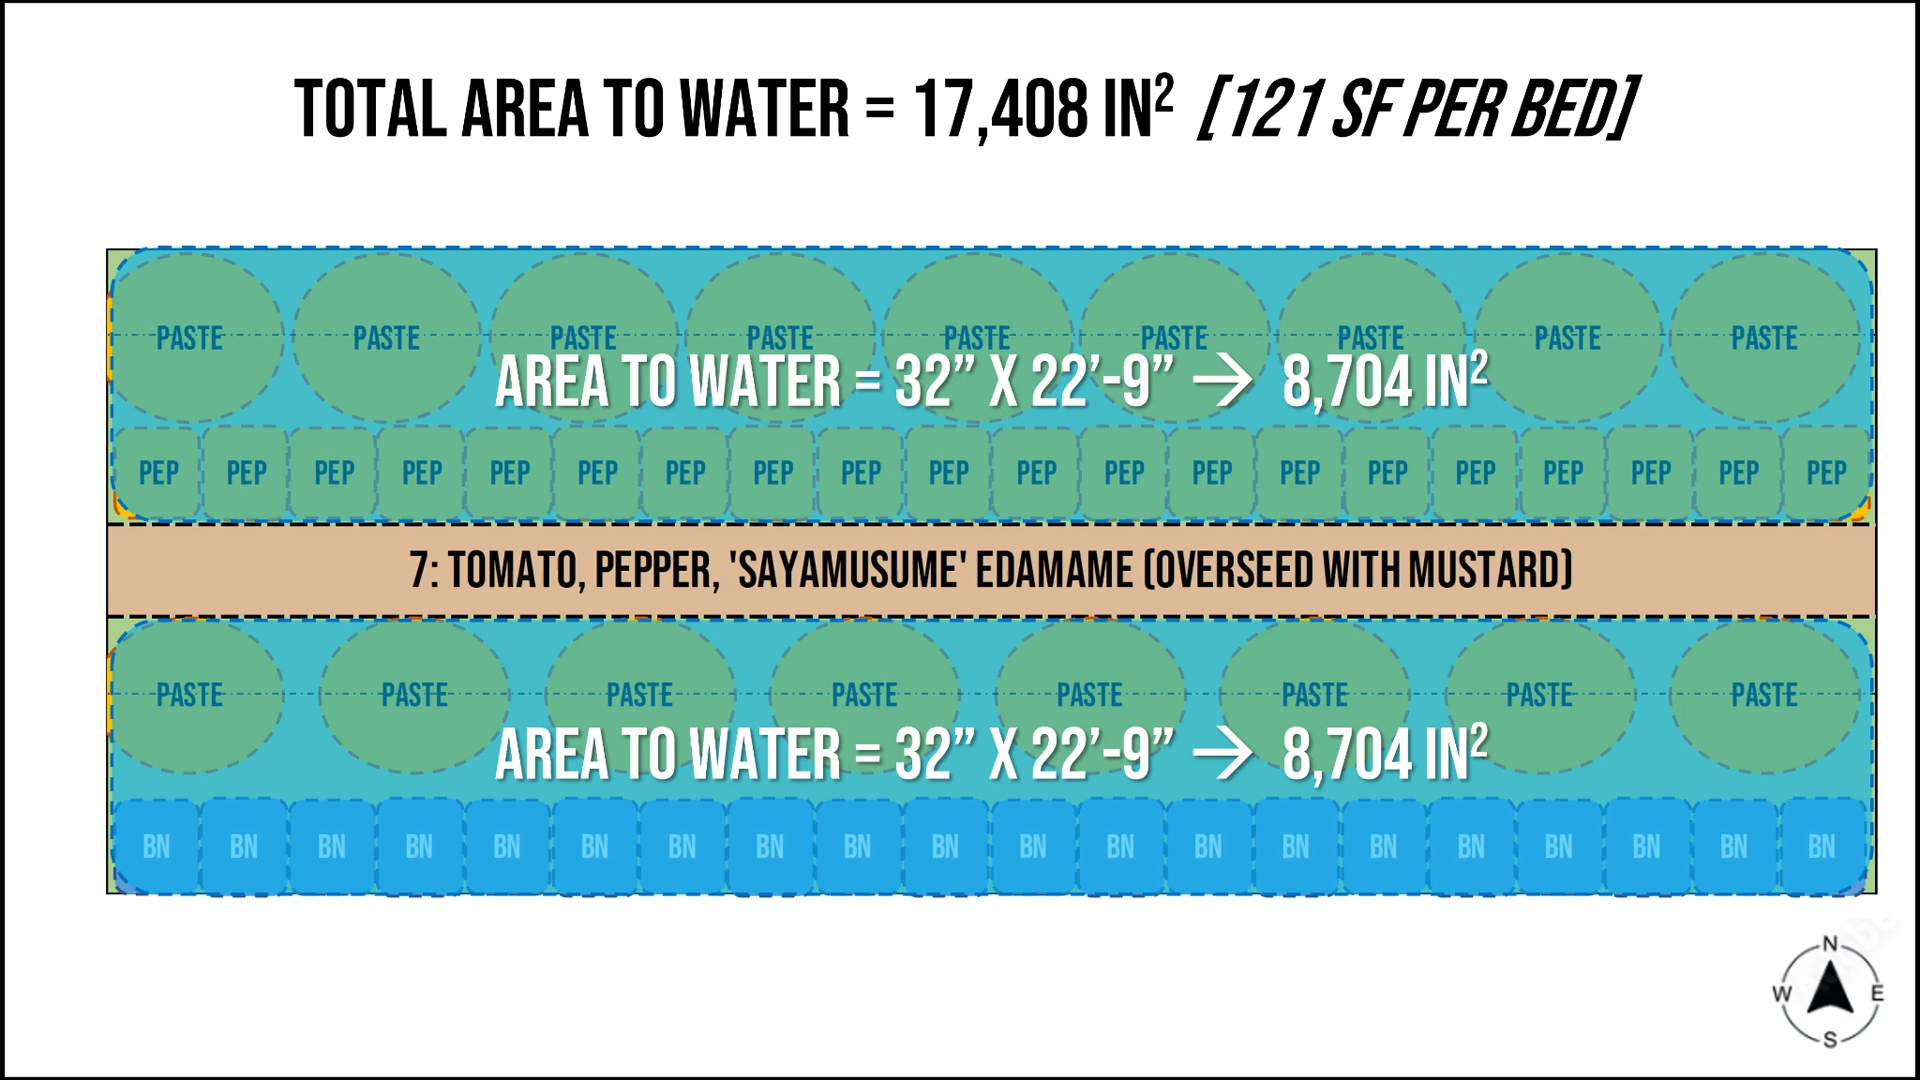 TOTAL AREA TO WATER = 17,408 IN² [121 SF PER BED]
PASTE PASTE PASTE PASTE PASTE PASTE PASTE PASTE PASTE
AREA TO WATER = 32” X 22’-9” → 8,704 IN²
PEP PEP PEP PEP PEP PEP PEP PEP PEP PEP PEP PEP PEP PEP PEP PEP PEP PEP PEP PEP
7: TOMATO, PEPPER, 'SAYAMUSUME' EDAMAME (OVERSEED WITH MUSTARD)
PASTE PASTE PASTE PASTE PASTE PASTE PASTE PASTE
AREA TO WATER = 32” X 22’-9” → 8,704 IN²
BN BN BN BN BN BN BN BN BN BN BN BN BN BN BN BN BN BN BN BN
N
W E
S